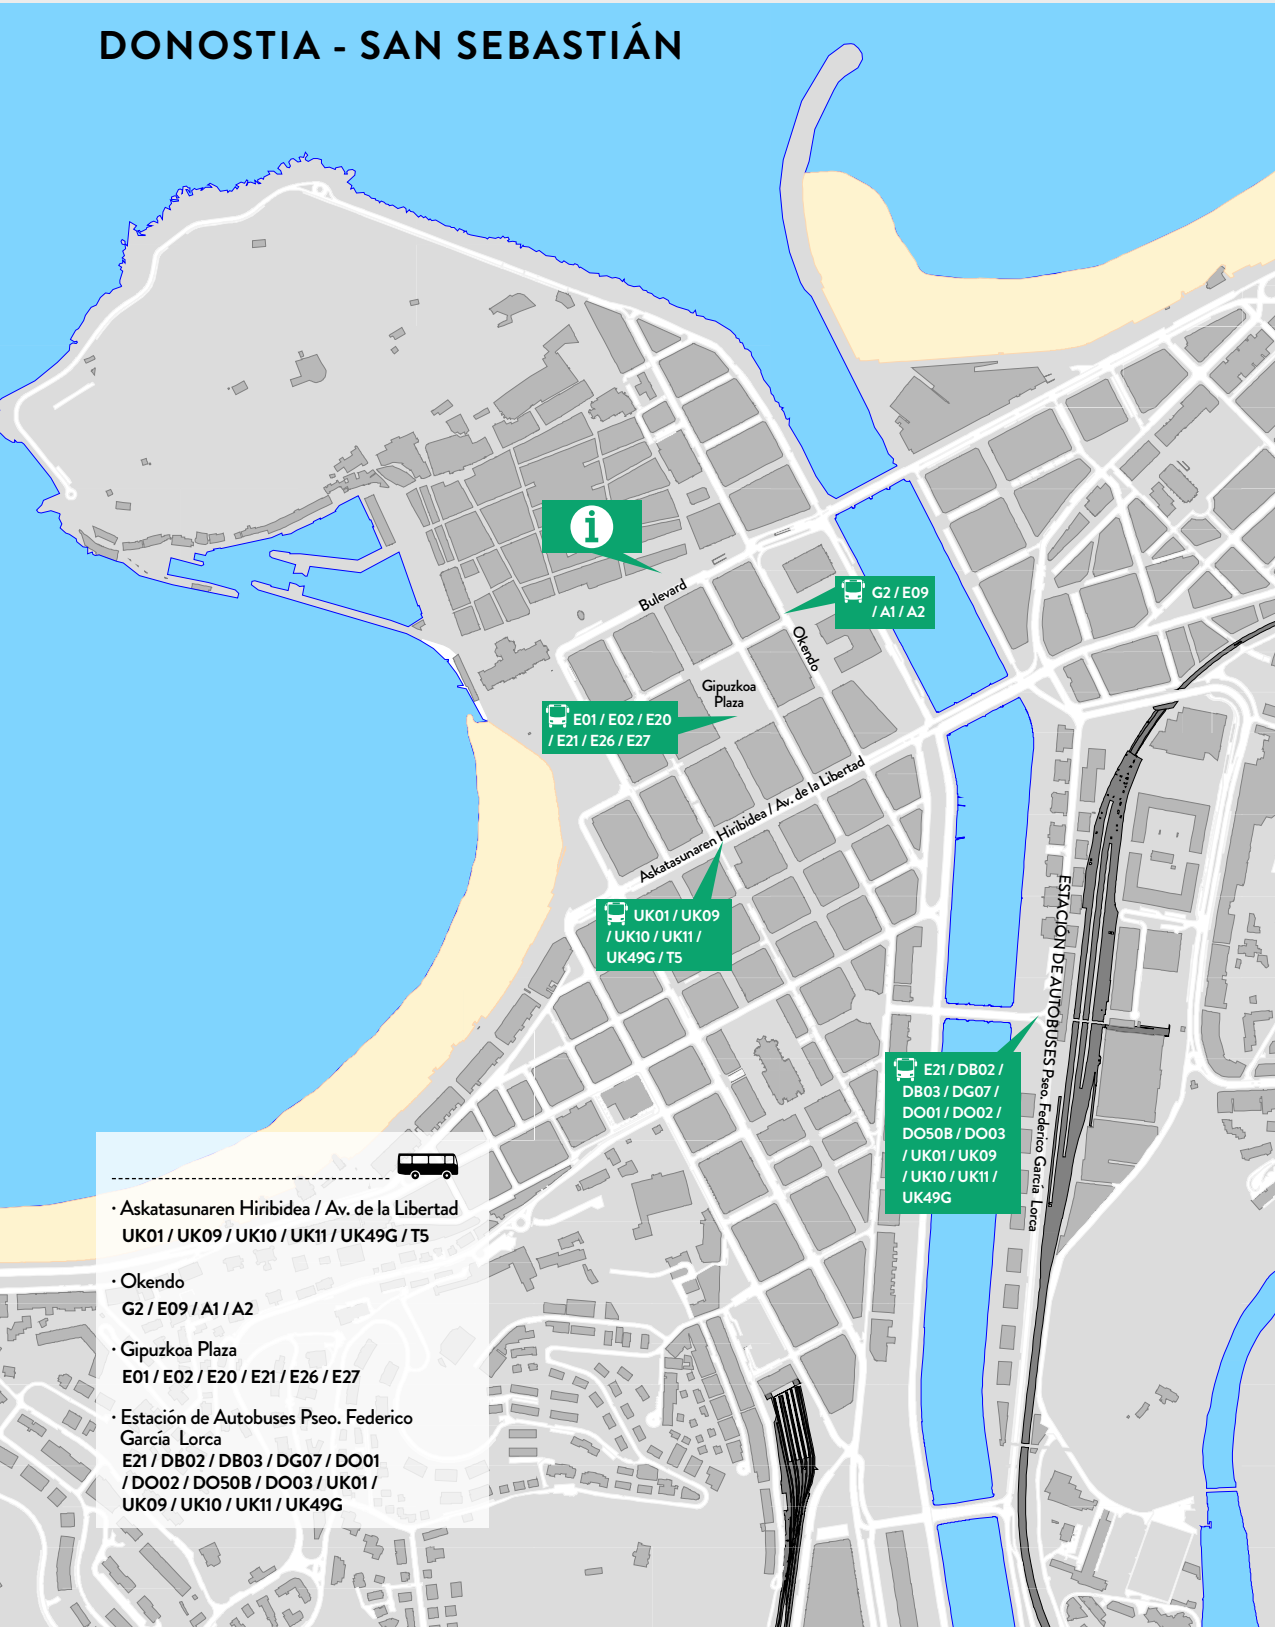 DONOSTIA - SAN SEBASTIÁN
i
Bulevard
G2 / E09
/ A1 / A2
Okendo
Gipuzkoa
Plaza
E01 / E02 / E20
/ E21 / E26 / E27
Askatasunaren Hiribidea / Av. de la Libertad
UK01 / UK09
/ UK10 / UK11 /
UK49G / T5
ESTACIÓN DE AUTOBUSES Pseo. Federico García Lorca
E21 / DB02 /
DB03 / DG07 /
DO01 / DO02 /
DO50B / DO03
/ UK01 / UK09
/ UK10 / UK11 /
UK49G
· Askatasunaren Hiribidea / Av. de la Libertad
UK01 / UK09 / UK10 / UK11 / UK49G / T5
· Okendo
G2 / E09 / A1 / A2
· Gipuzkoa Plaza
E01 / E02 / E20 / E21 / E26 / E27
· Estación de Autobuses Pseo. Federico
García Lorca
E21 / DB02 / DB03 / DG07 / DO01
/ DO02 / DO50B / DO03 / UK01 /
UK09 / UK10 / UK11 / UK49G